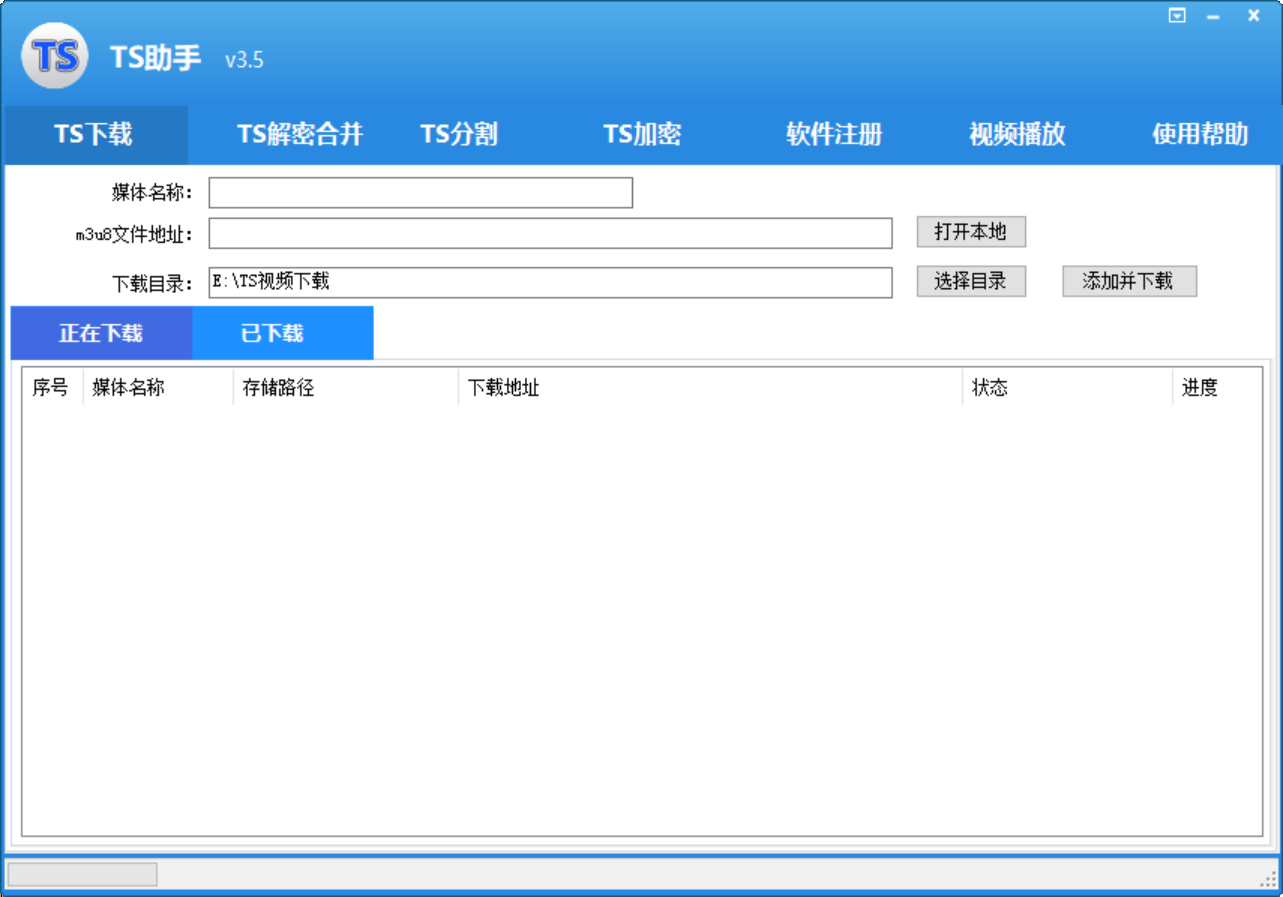 TS TS助手 v3.5
TS下载 TS解密合并 TS分割 TS加密 软件注册 视频播放 使用帮助
媒体名称：
m3u8文件地址： 打开本地
下载目录： E:\TS视频下载 选择目录 添加并下载
正在下载 已下载
序号 媒体名称 存储路径 下载地址 状态 进度